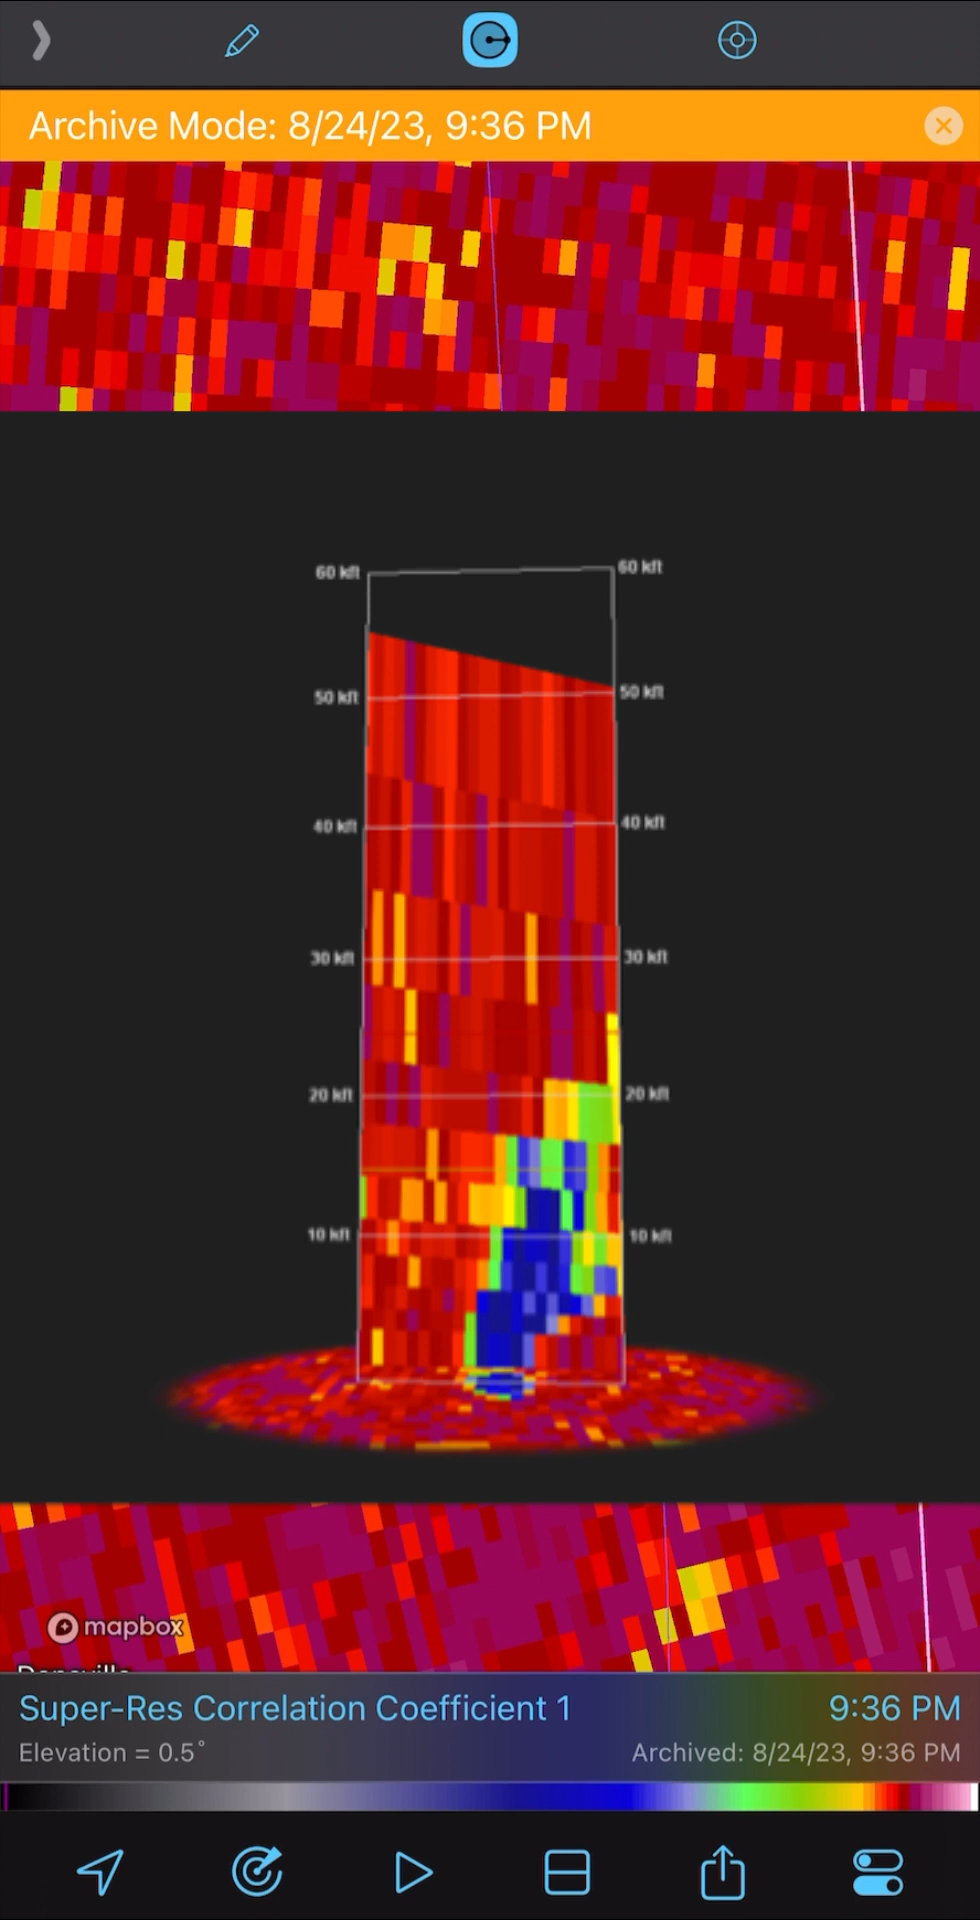 Archive Mode: 8/24/23, 9:36 PM
60 kft 60 kft
50 kft 50 kft
40 kft 40 kft
30 kft 30 kft
20 kft 20 kft
10 kft 10 kft
mapbox
Super-Res Correlation Coefficient 1 9:36 PM
Elevation = 0.5° Archived: 8/24/23, 9:36 PM